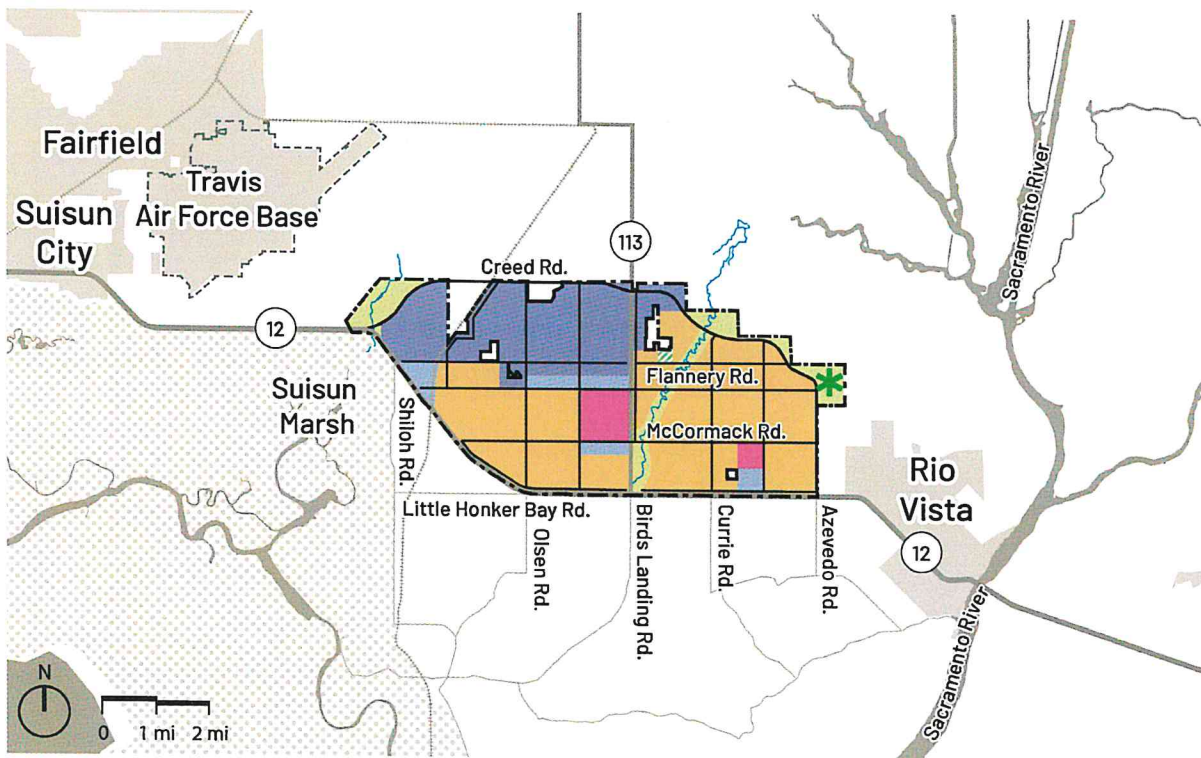 Fairfield
Travis
Air Force Base
Suisun
City
113
Creed Rd.
12
Sacramento River
Flannery Rd.
Suisun
Marsh
Shiloh Rd.
McCormack Rd.
Rio
Vista
Little Honker Bay Rd.
Olsen Rd.
Birds Landing Rd.
Currie Rd.
Azevedo Rd.
12
Sacramento River
N
0 1 mi 2 mi